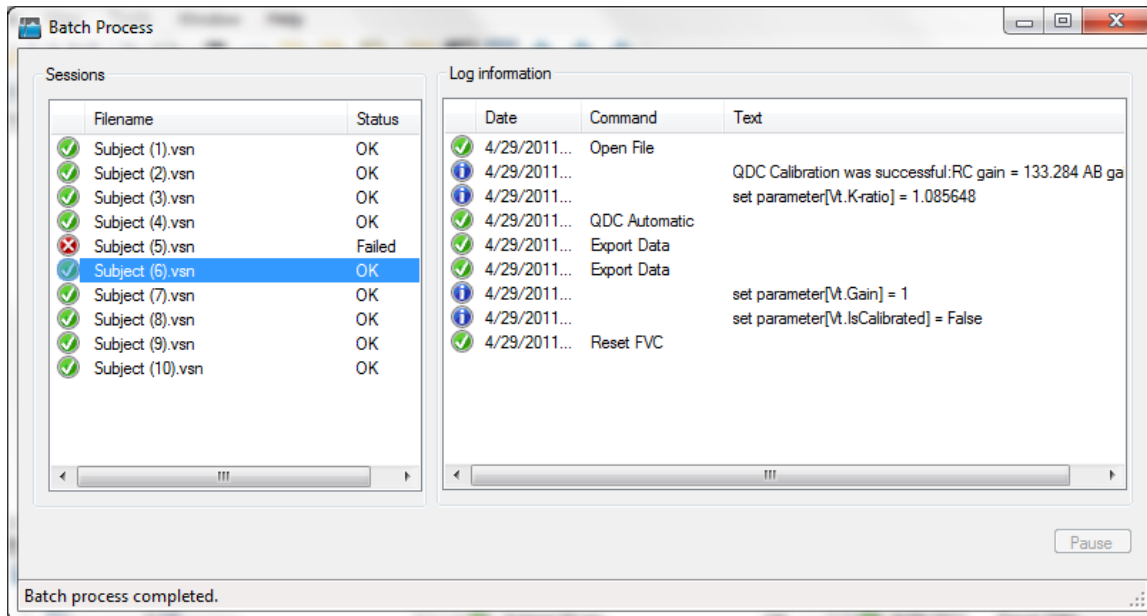 Batch Process
Window Help
Sessions
Filename Status
Subject (1).vsn OK
Subject (2).vsn OK
Subject (3).vsn OK
Subject (4).vsn OK
Subject (5).vsn Failed
Subject (6).vsn OK
Subject (7).vsn OK
Subject (8).vsn OK
Subject (9).vsn OK
Subject (10).vsn OK
Log information
Date Command Text
4/29/2011... Open File
4/29/2011... QDC Calibration was successful:RC gain = 133.284 AB ga
4/29/2011... set parameter[Vt.K-ratio] = 1.085648
4/29/2011... QDC Automatic
4/29/2011... Export Data
4/29/2011... Export Data
4/29/2011... set parameter[Vt.Gain] = 1
4/29/2011... set parameter[Vt.IsCalibrated] = False
4/29/2011... Reset FVC
Pause
Batch process completed.